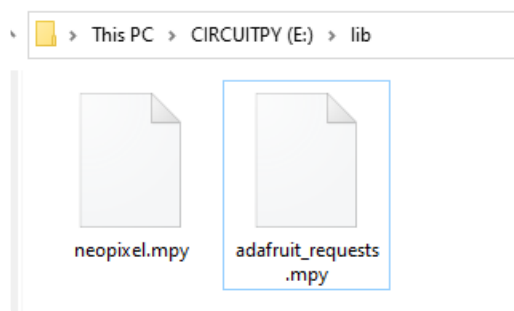 This PC > CIRCUITPY (E:) > lib
neopixel.mpy
adafruit_requests
.mpy